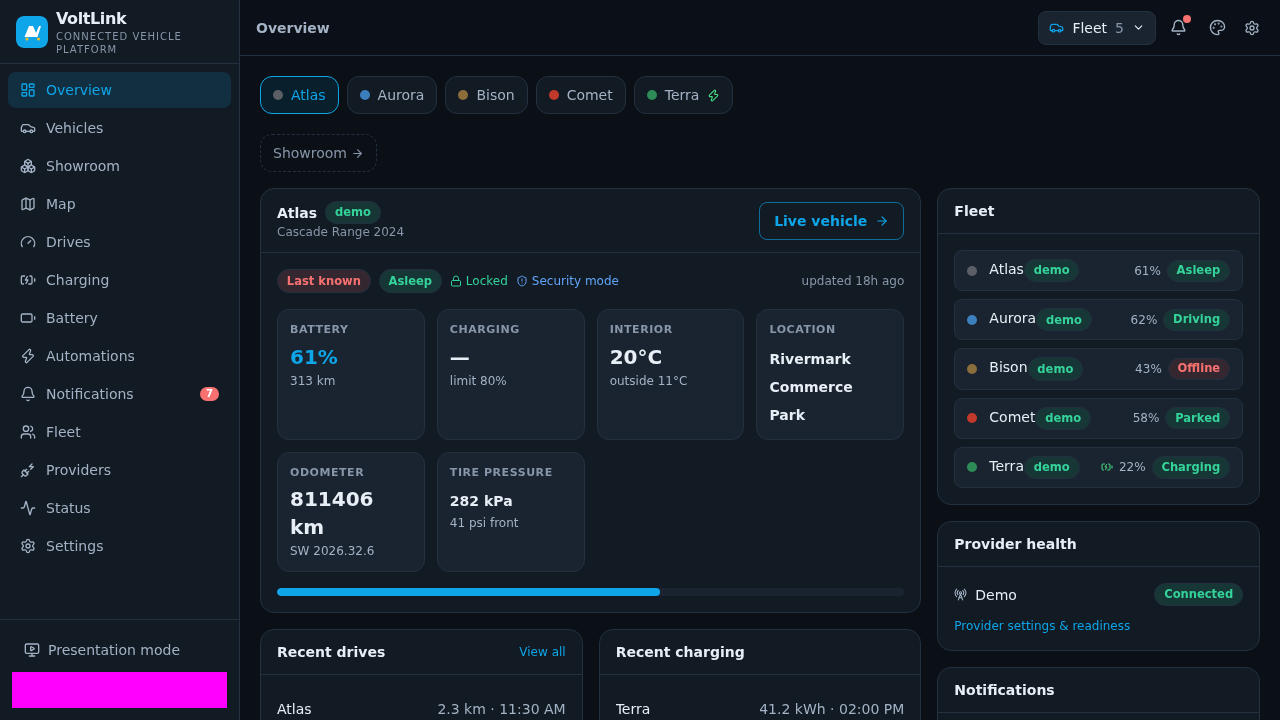 VoltLink
CONNECTED VEHICLE
PLATFORM
Overview
Vehicles
Showroom
Map
Drives
Charging
Battery
Automations
Notifications 7
Fleet
Providers
Status
Settings
Presentation mode
Overview
Fleet 5
Atlas
Aurora
Bison
Comet
Terra
Showroom →
Atlas demo
Cascade Range 2024
Live vehicle →
Last known
Asleep
Locked
Security mode
updated 18h ago
BATTERY
61%
313 km
CHARGING
—
limit 80%
INTERIOR
20°C
outside 11°C
LOCATION
Rivermark
Commerce
Park
ODOMETER
811406
km
SW 2026.32.6
TIRE PRESSURE
282 kPa
41 psi front
Recent drives
View all
Atlas
2.3 km · 11:30 AM
Recent charging
Terra
41.2 kWh · 02:00 PM
Fleet
Atlas demo 61% Asleep
Aurora demo 62% Driving
Bison demo 43% Offline
Comet demo 58% Parked
Terra demo 22% Charging
Provider health
Demo Connected
Provider settings & readiness
Notifications